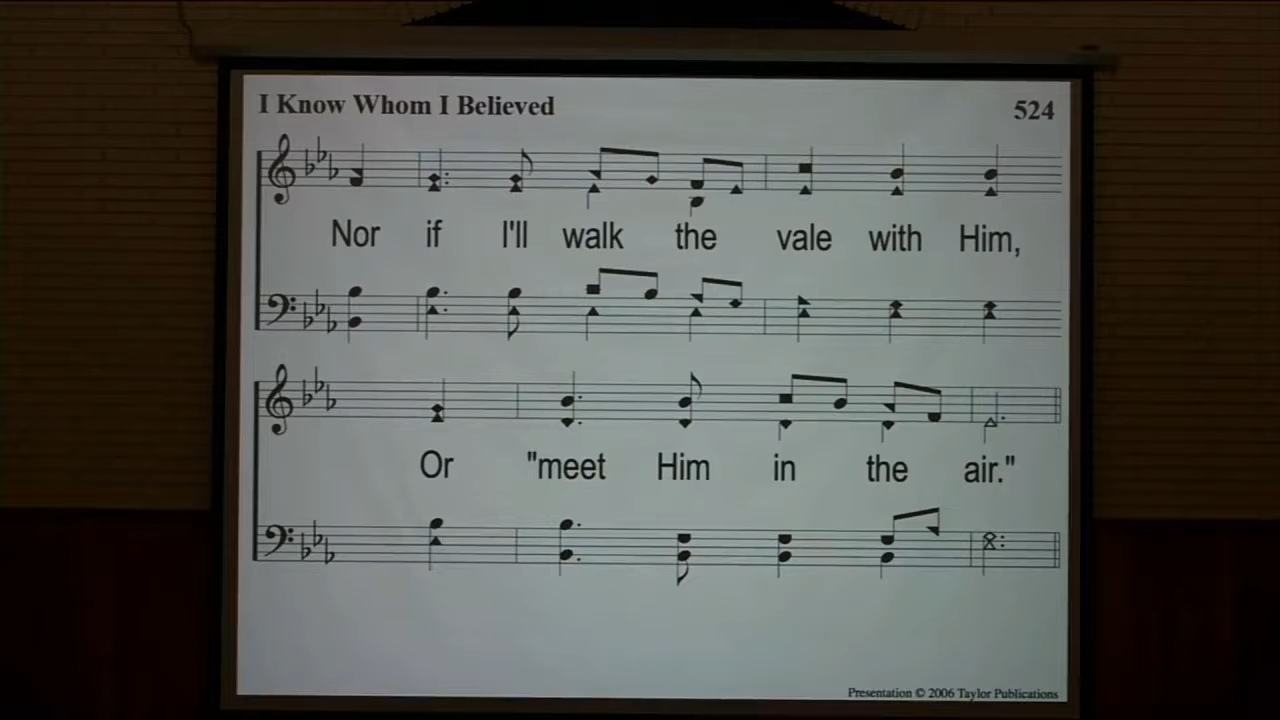 I Know Whom I Believed
524
Nor if I'll walk the vale with Him,
Or "meet Him in the air."
Presentation © 2006 Taylor Publications